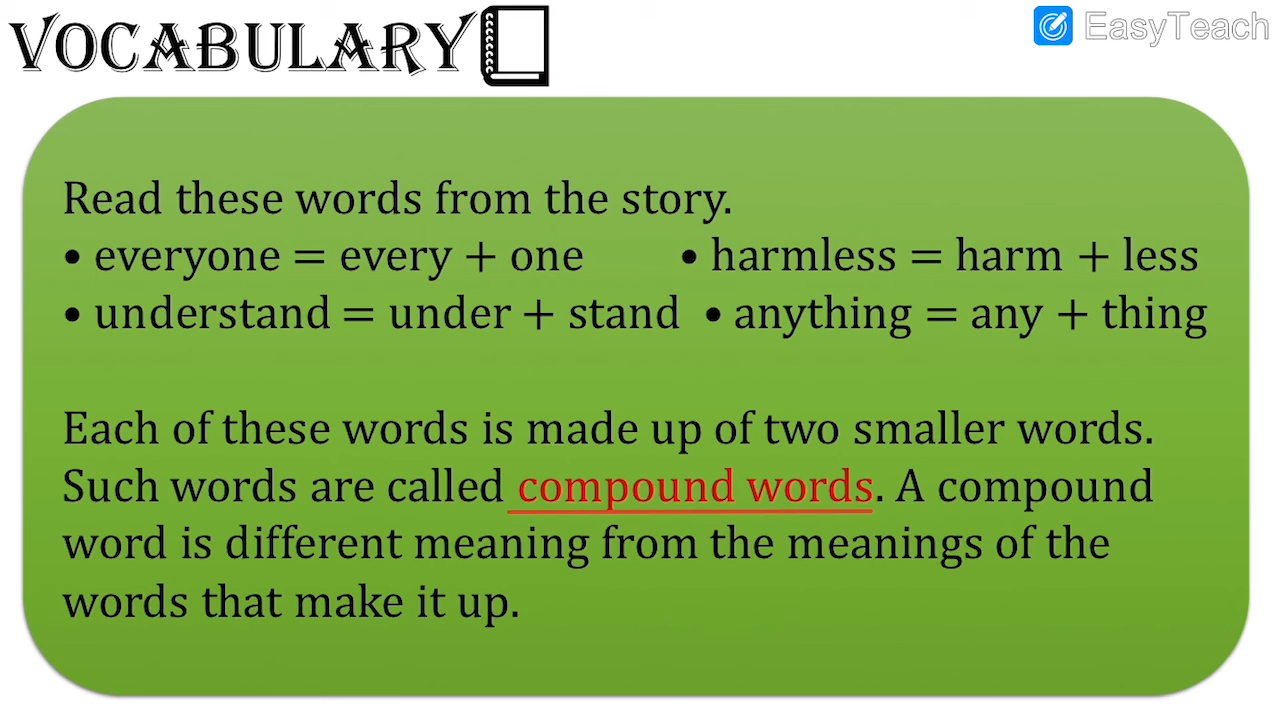 VOCABULARY
EasyTeach
Read these words from the story.
• everyone = every + one • harmless = harm + less
• understand = under + stand • anything = any + thing
Each of these words is made up of two smaller words.
Such words are called compound words. A compound
word is different meaning from the meanings of the
words that make it up.